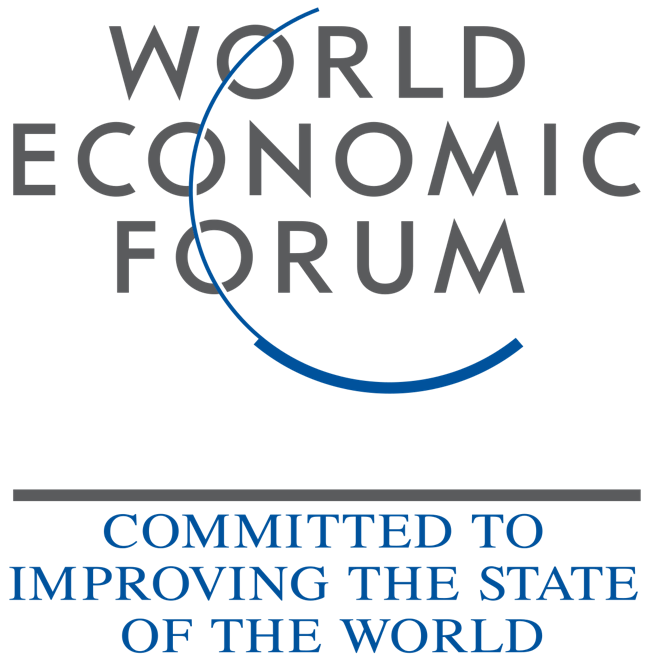 WORLD
ECONOMIC
FORUM
COMMITTED TO
IMPROVING THE STATE
OF THE WORLD